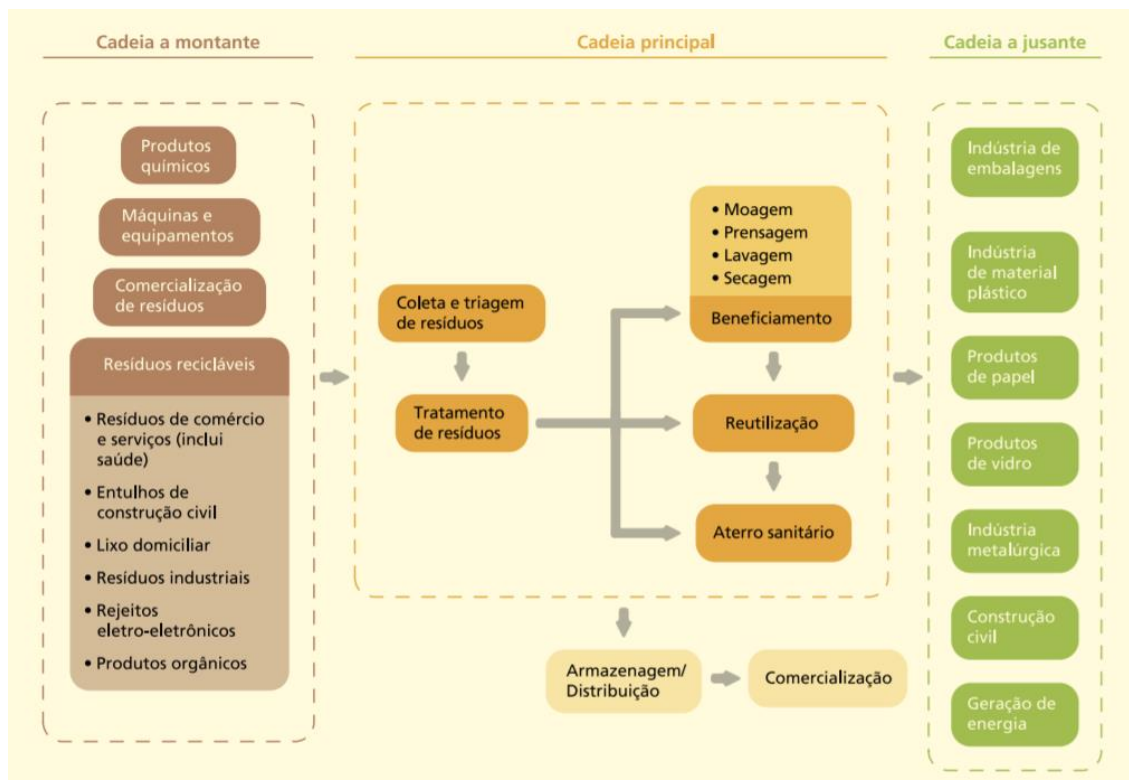 Cadeia a montante
Produtos
químicos
Máquinas e
equipamentos
Comercialização
de resíduos
Resíduos recicláveis
• Resíduos de comércio
e serviços (inclui
saúde)
• Entulhos de
construção civil
• Lixo domiciliar
• Resíduos industriais
• Rejeitos
eletro-eletrônicos
• Produtos orgânicos
Cadeia principal
Coleta e triagem
de resíduos
Tratamento
de resíduos
• Moagem
• Prensagem
• Lavagem
• Secagem
Beneficiamento
Reutilização
Aterro sanitário
Armazenagem/
Distribuição
Comercialização
Cadeia a jusante
Indústria de
embalagens
Indústria
de material
plástico
Produtos
de papel
Produtos
de vidro
Indústria
metalúrgica
Construção
civil
Geração de
energia